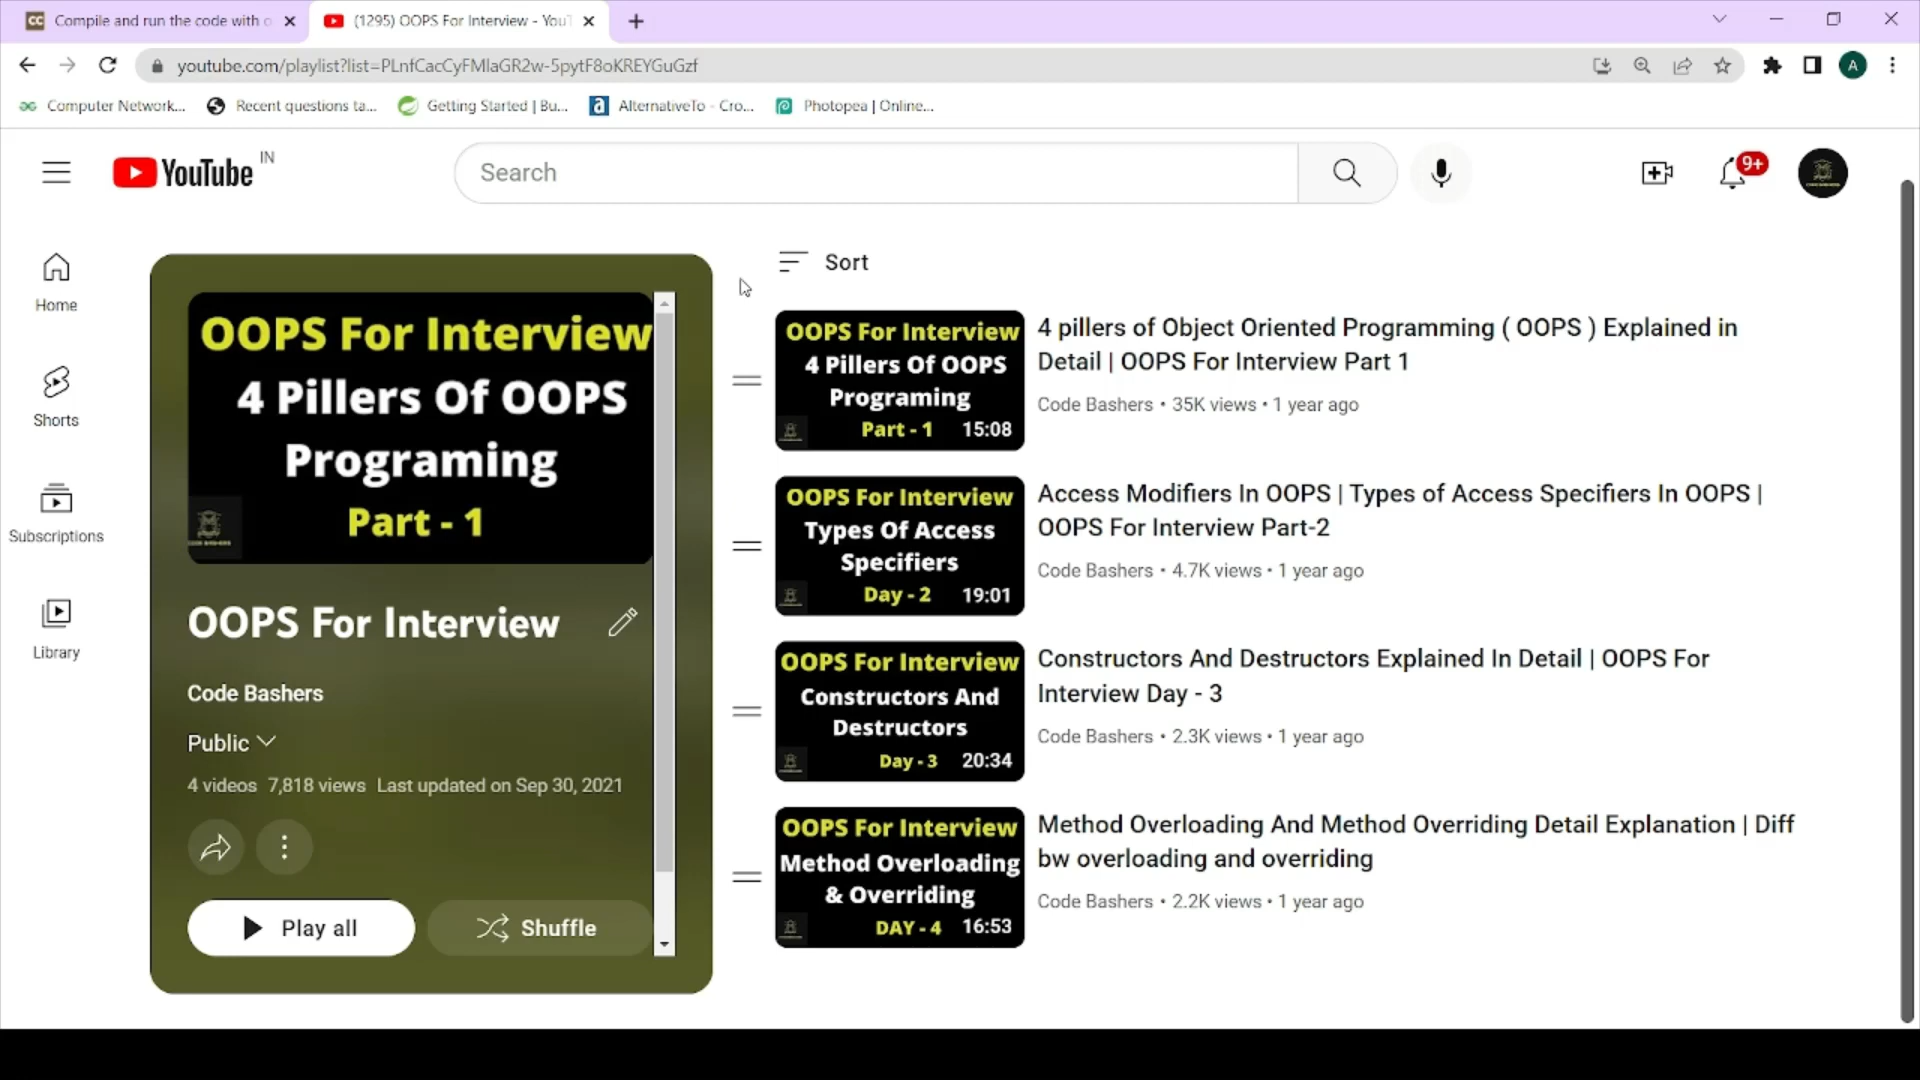 Compile and run the code with o
(1295) OOPS For Interview - YouT
youtube.com/playlist?list=PLnfCacCyFMlaGR2w-5pytF8oKREYGuGzf
A
Computer Network...
Recent questions ta...
Getting Started | Bu...
AlternativeTo - Cro...
Photopea | Online...
YouTube IN
Search
9+
Home
Shorts
Subscriptions
Library
OOPS For Interview
4 Pillers Of OOPS
Programing
Part - 1
OOPS For Interview
Code Bashers
Public
4 videos 7,818 views Last updated on Sep 30, 2021
Play all
Shuffle
Sort
OOPS For Interview
4 Pillers Of OOPS
Programing
Part - 1 15:08
4 pillers of Object Oriented Programming ( OOPS ) Explained in
Detail | OOPS For Interview Part 1
Code Bashers • 35K views • 1 year ago
OOPS For Interview
Types Of Access
Specifiers
Day - 2 19:01
Access Modifiers In OOPS | Types of Access Specifiers In OOPS |
OOPS For Interview Part-2
Code Bashers • 4.7K views • 1 year ago
OOPS For Interview
Constructors And
Destructors
Day - 3 20:34
Constructors And Destructors Explained In Detail | OOPS For
Interview Day - 3
Code Bashers • 2.3K views • 1 year ago
OOPS For Interview
Method Overloading
& Overriding
DAY - 4 16:53
Method Overloading And Method Overriding Detail Explanation | Diff
bw overloading and overriding
Code Bashers • 2.2K views • 1 year ago